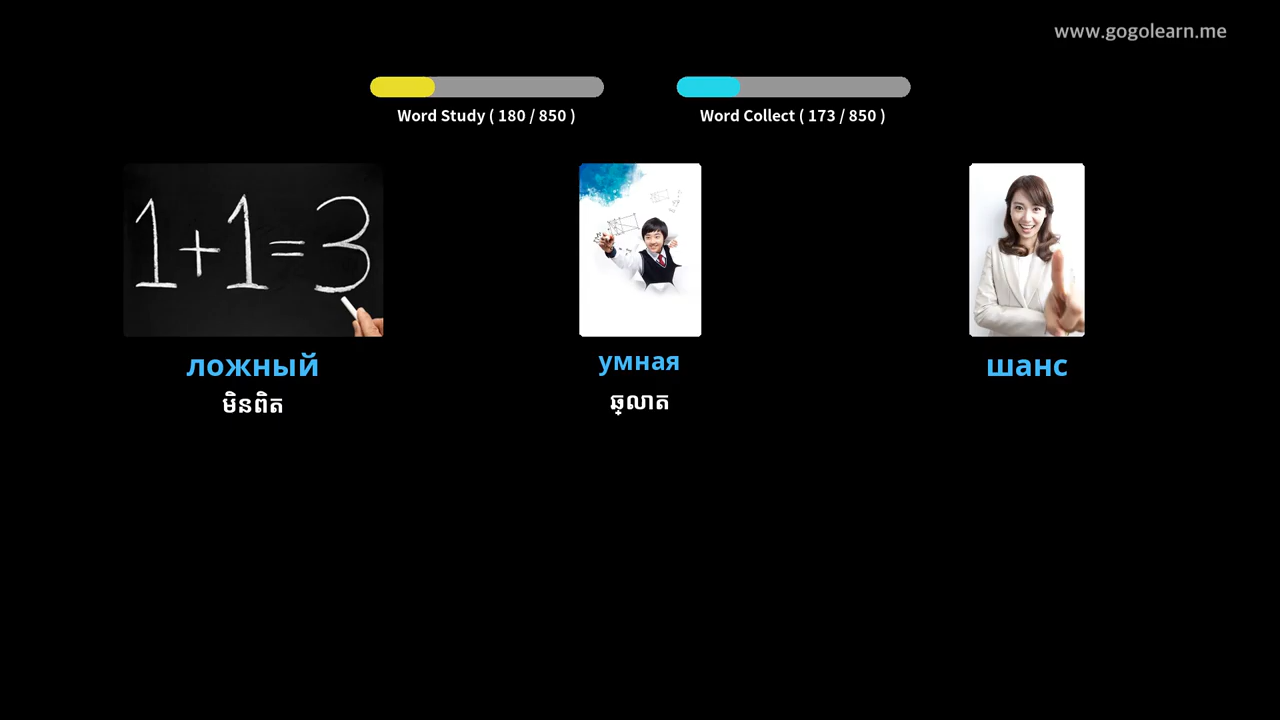 www.gogolearn.me
Word Study ( 180 / 850 )
Word Collect ( 173 / 850 )
1+1=3
ложный
មិនពិត
умная
ឆ្លាត
шанс